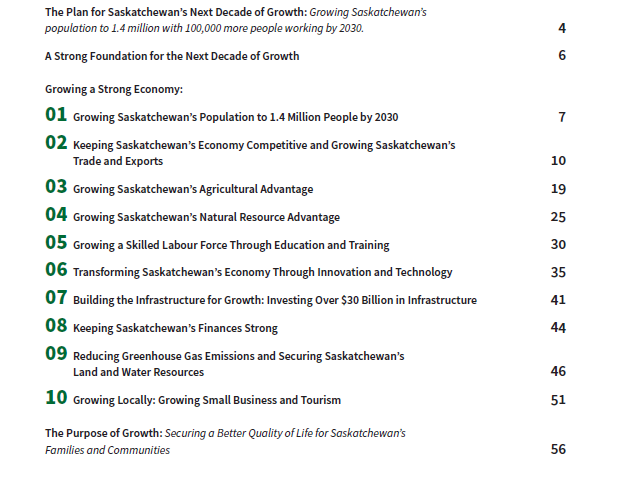 The Plan for Saskatchewan's Next Decade of Growth: Growing Saskatchewan's
population to 1.4 million with 100,000 more people working by 2030. 4
A Strong Foundation for the Next Decade of Growth 6
Growing a Strong Economy:
01 Growing Saskatchewan's Population to 1.4 Million People by 2030 7
02 Keeping Saskatchewan's Economy Competitive and Growing Saskatchewan's
Trade and Exports 10
03 Growing Saskatchewan's Agricultural Advantage 19
04 Growing Saskatchewan's Natural Resource Advantage 25
05 Growing a Skilled Labour Force Through Education and Training 30
06 Transforming Saskatchewan's Economy Through Innovation and Technology 35
07 Building the Infrastructure for Growth: Investing Over $30 Billion in Infrastructure 41
08 Keeping Saskatchewan's Finances Strong 44
09 Reducing Greenhouse Gas Emissions and Securing Saskatchewan's
Land and Water Resources 46
10 Growing Locally: Growing Small Business and Tourism 51
The Purpose of Growth: Securing a Better Quality of Life for Saskatchewan's
Families and Communities 56